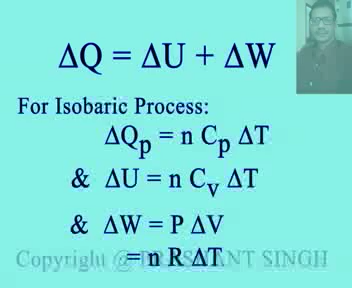 ΔQ = ΔU + ΔW
For Isobaric Process:
ΔQp = n Cp ΔT
& ΔU = n Cv ΔT
& ΔW = P ΔV
= n R ΔT
Copyright @ PRASHANT SINGH